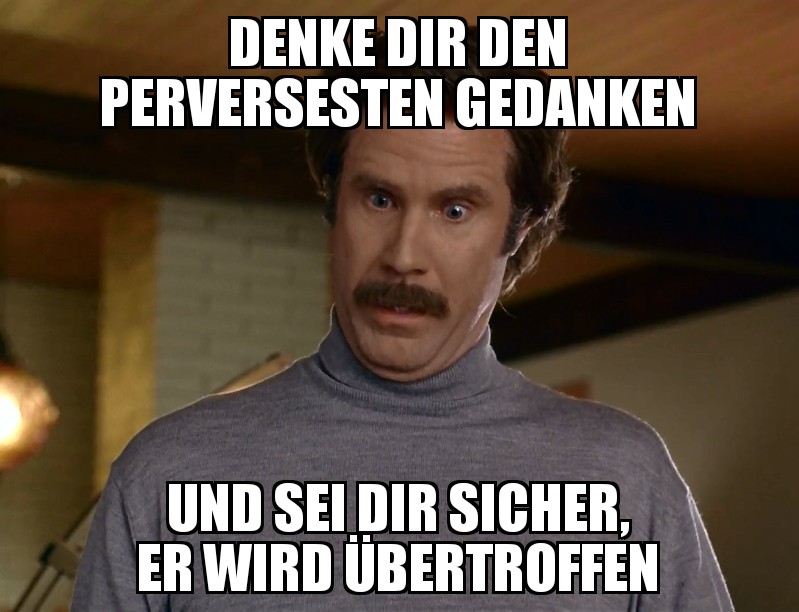 DENKE DIR DEN
PERVERSESTEN GEDANKEN
UND SEI DIR SICHER,
ER WIRD ÜBERTROFFEN